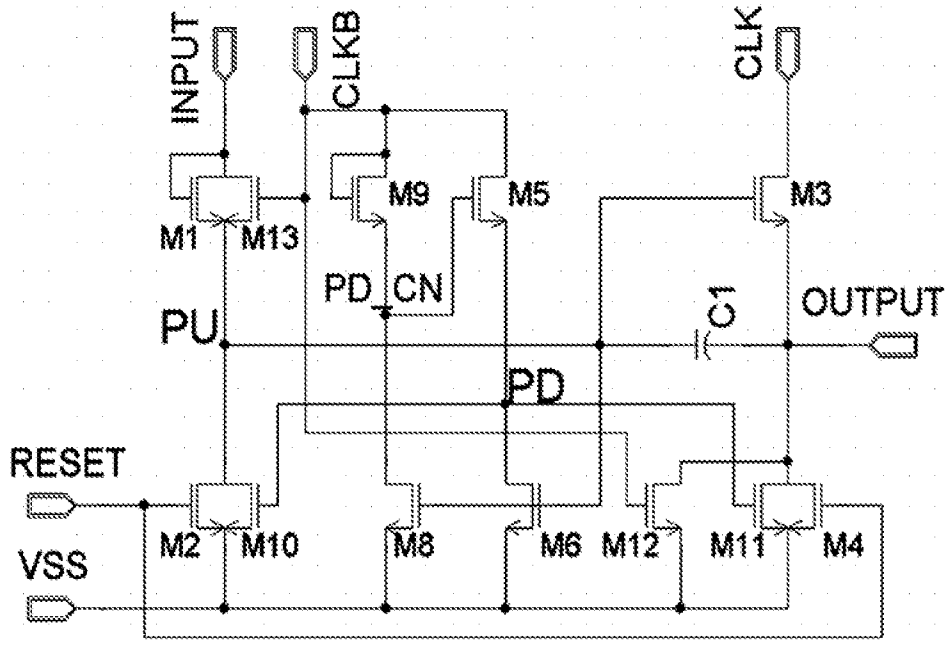 INPUT
CLKB
CLK
M1
M13
M9
M5
M3
PD_CN
C1
OUTPUT
PU
PD
RESET
M2
M10
M8
M6
M12
M11
M4
VSS